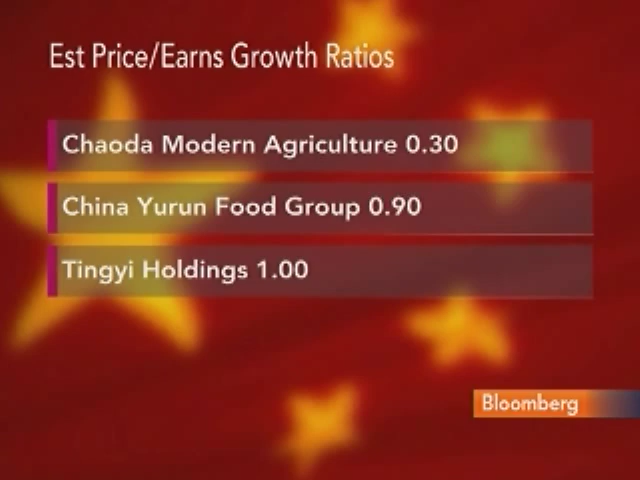 Est Price/Earns Growth Ratios
Chaoda Modern Agriculture 0.30
China Yurun Food Group 0.90
Tingyi Holdings 1.00
Bloomberg